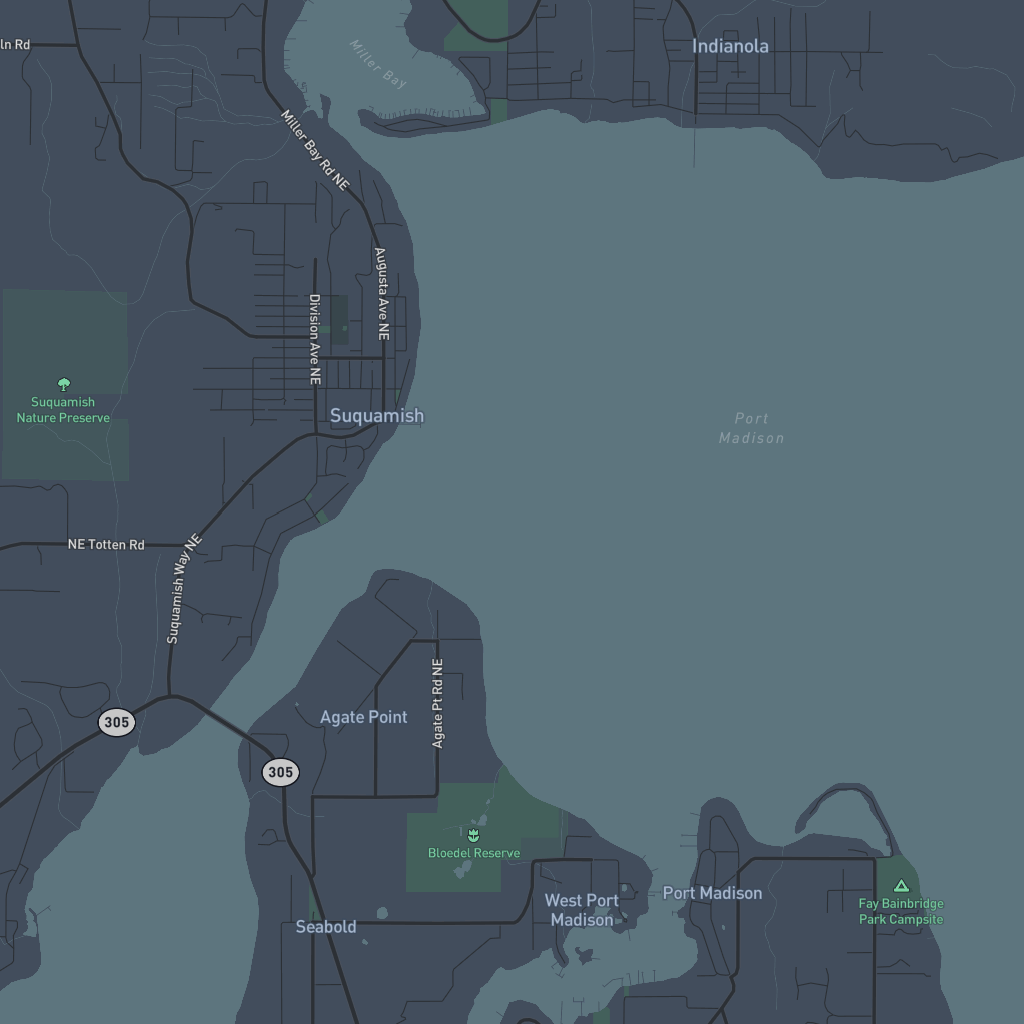 ln Rd
Miller Bay
Indianola
Miller Bay Rd NE
Augusta Ave NE
Division Ave NE
Suquamish
Nature Preserve
Suquamish
Port
Madison
NE Totten Rd
Suquamish Way NE
Agate Pt Rd NE
Agate Point
305
305
Bloedel Reserve
West Port
Madison
Port Madison
Fay Bainbridge
Park Campsite
Seabold